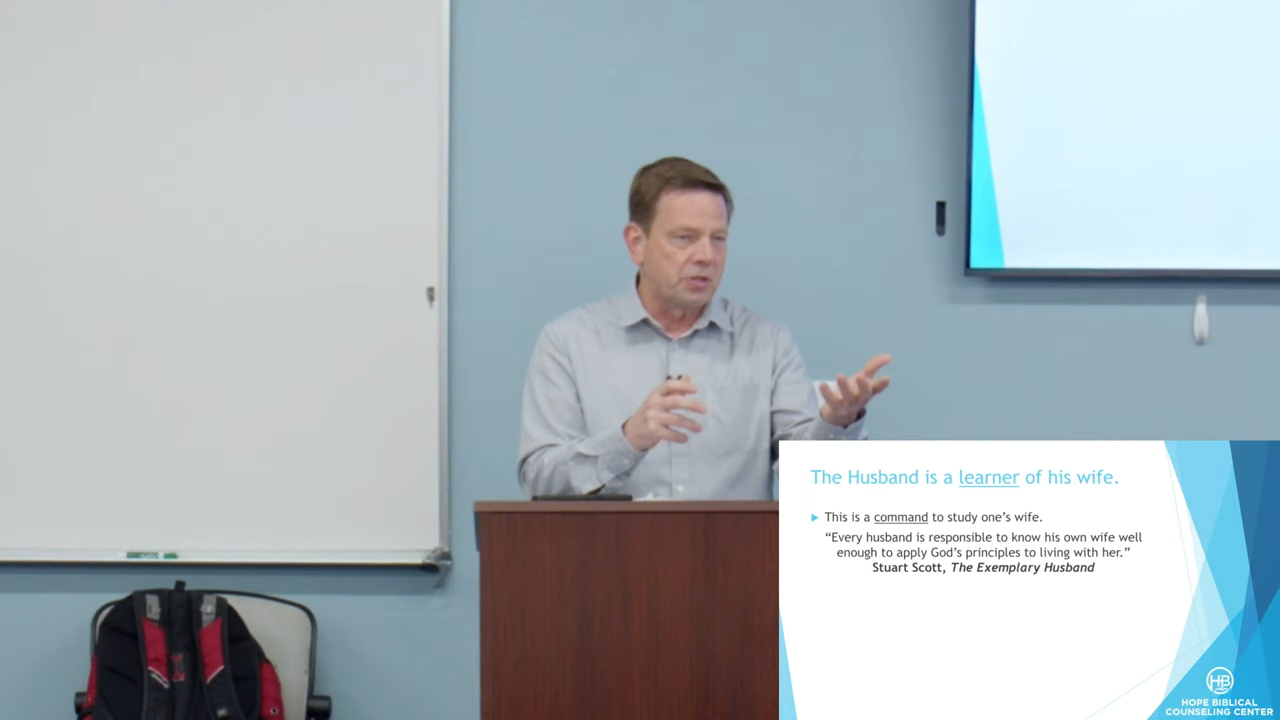 The Husband is a learner of his wife.
This is a command to study one's wife.
“Every husband is responsible to know his own wife well
enough to apply God's principles to living with her.”
Stuart Scott, The Exemplary Husband
HB
HOPE BIBLICAL
COUNSELING CENTER